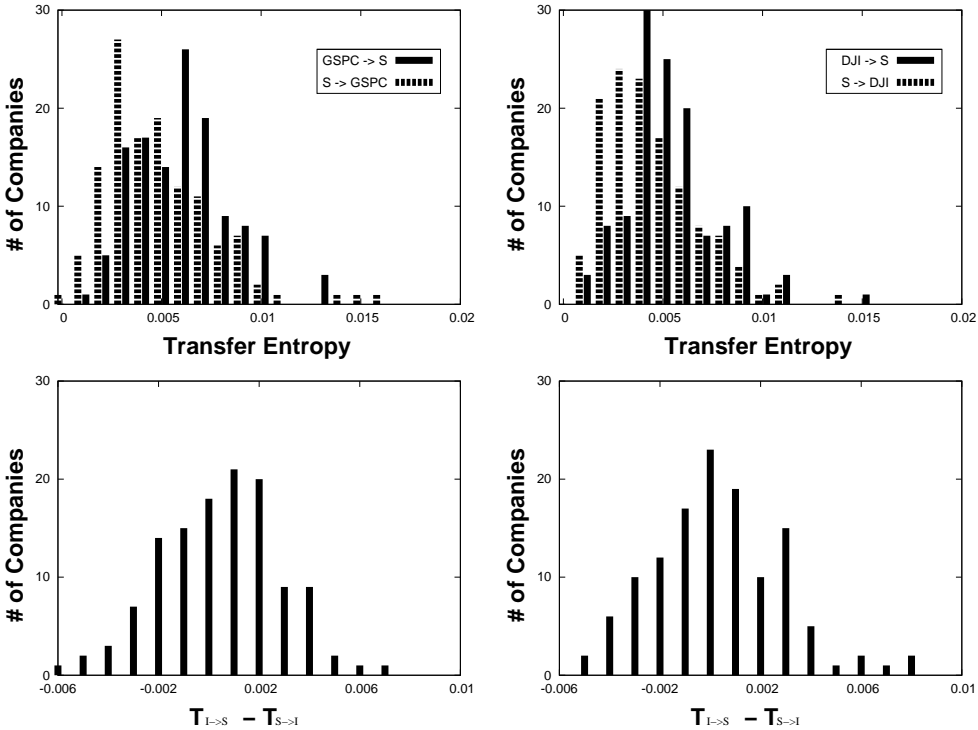 30
20
10
0
# of Companies
GSPC -> S
S -> GSPC
0 0.005 0.01 0.015 0.02
Transfer Entropy
30
20
10
0
# of Companies
DJI -> S
S -> DJI
0 0.005 0.01 0.015 0.02
Transfer Entropy
30
20
10
0
# of Companies
-0.006 -0.002 0.002 0.006 0.01
T I->S – T S->I
30
20
10
0
# of Companies
-0.006 -0.002 0.002 0.006 0.01
T I->S – T S->I